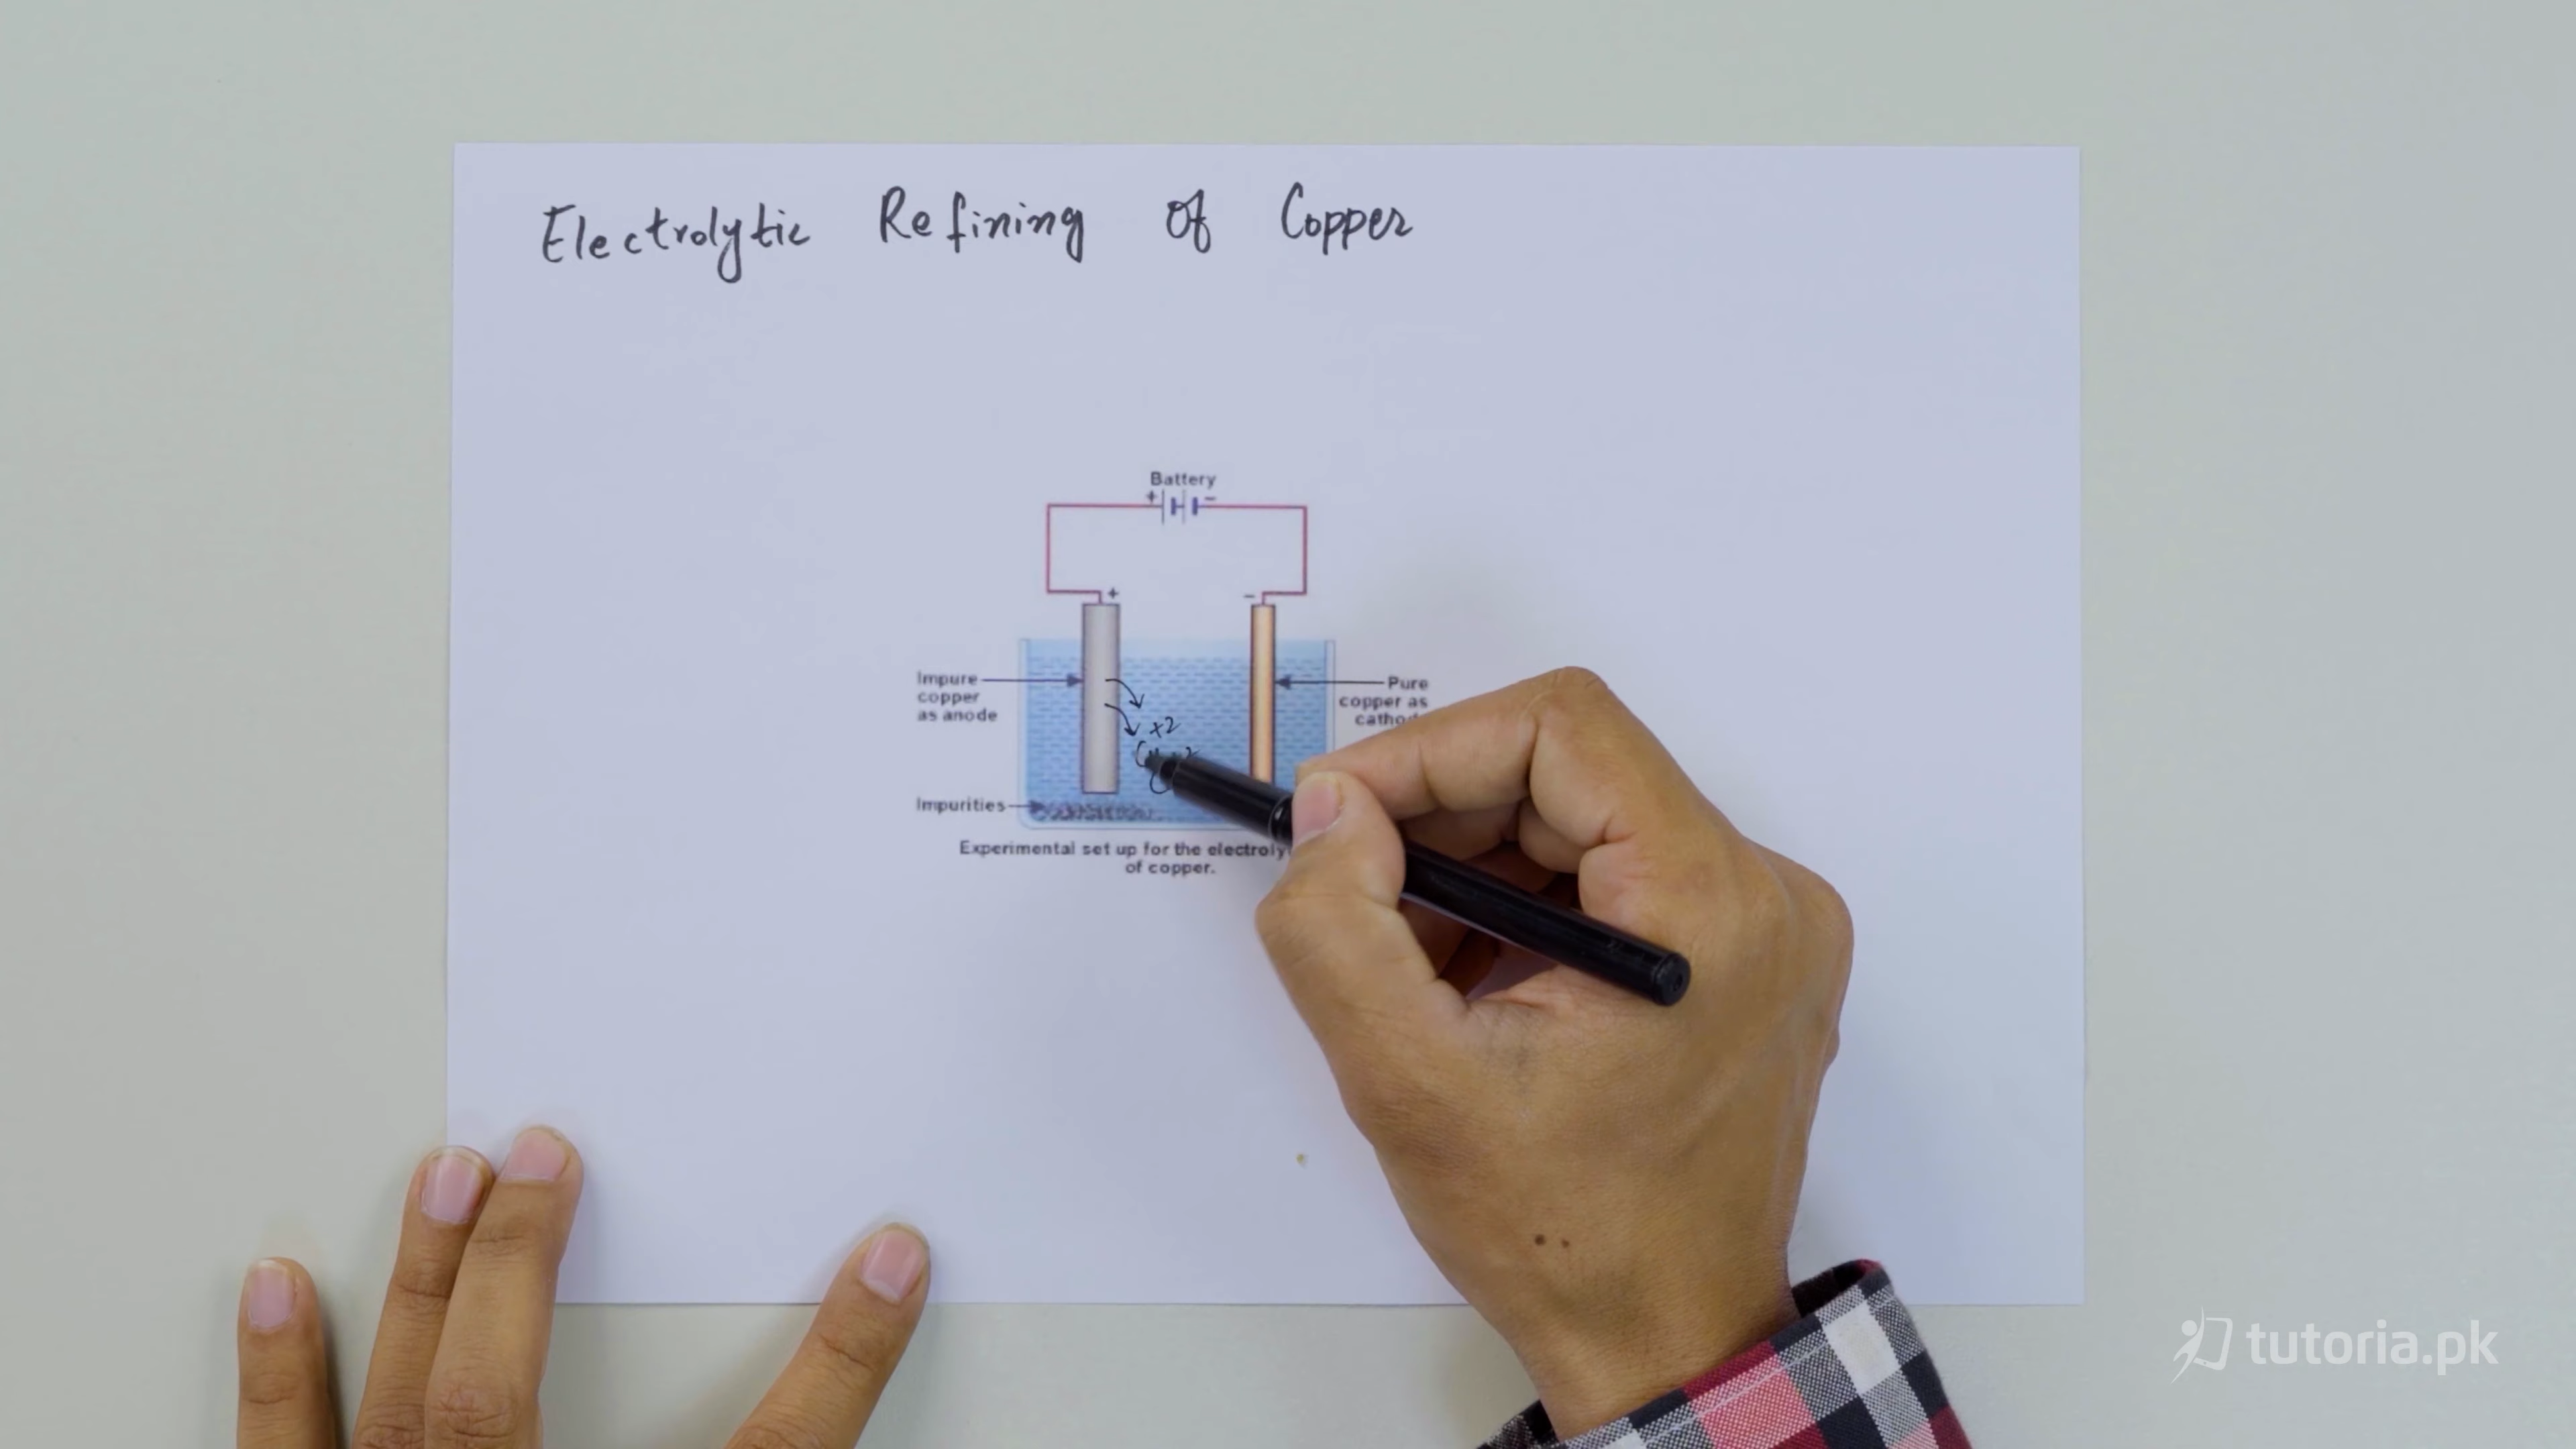 Electrolytic Refining Of Copper
Battery
+ -
+ -
Impure
copper
as anode
Pure
copper as
+2
Impurities
Experimental set up for the
of copper.
tutoria.pk